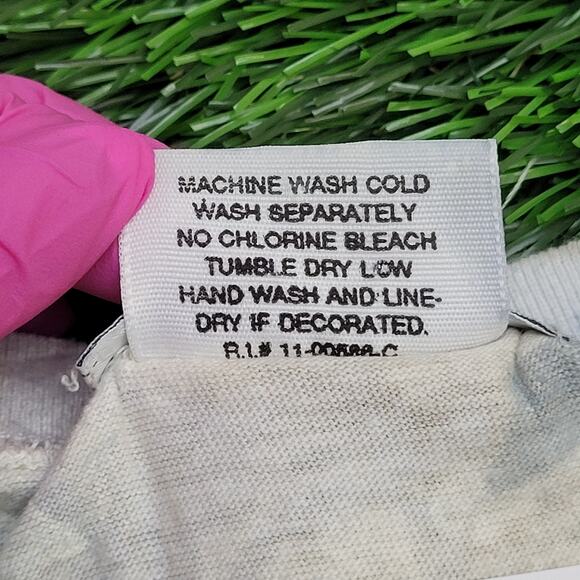 MACHINE WASH COLD
WASH SEPARATELY
NO CHLORINE BLEACH
TUMBLE DRY LOW
HAND WASH AND LINE-
DRY IF DECORATED.
R.I.#